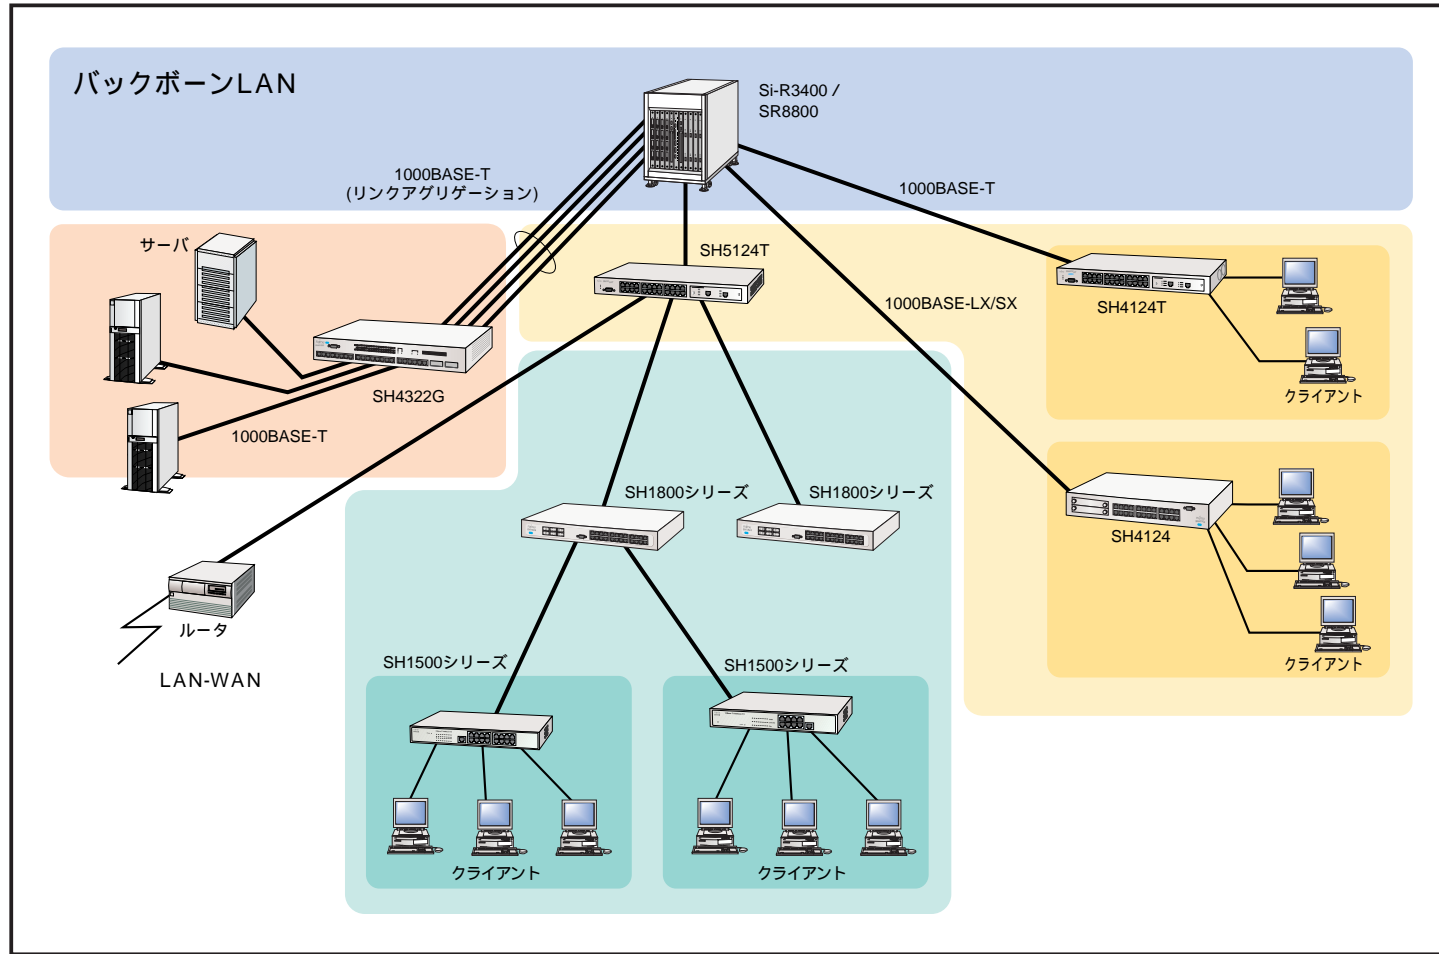 バックボーンLAN
Si-R3400 /
SR8800
1000BASE-T
(リンクアグリゲーション)
1000BASE-T
サーバ
SH5124T
1000BASE-LX/SX
SH4124T
SH4322G
クライアント
1000BASE-T
SH1800シリーズ
SH1800シリーズ
SH4124
ルータ
LAN-WAN
SH1500シリーズ
SH1500シリーズ
クライアント
クライアント
クライアント